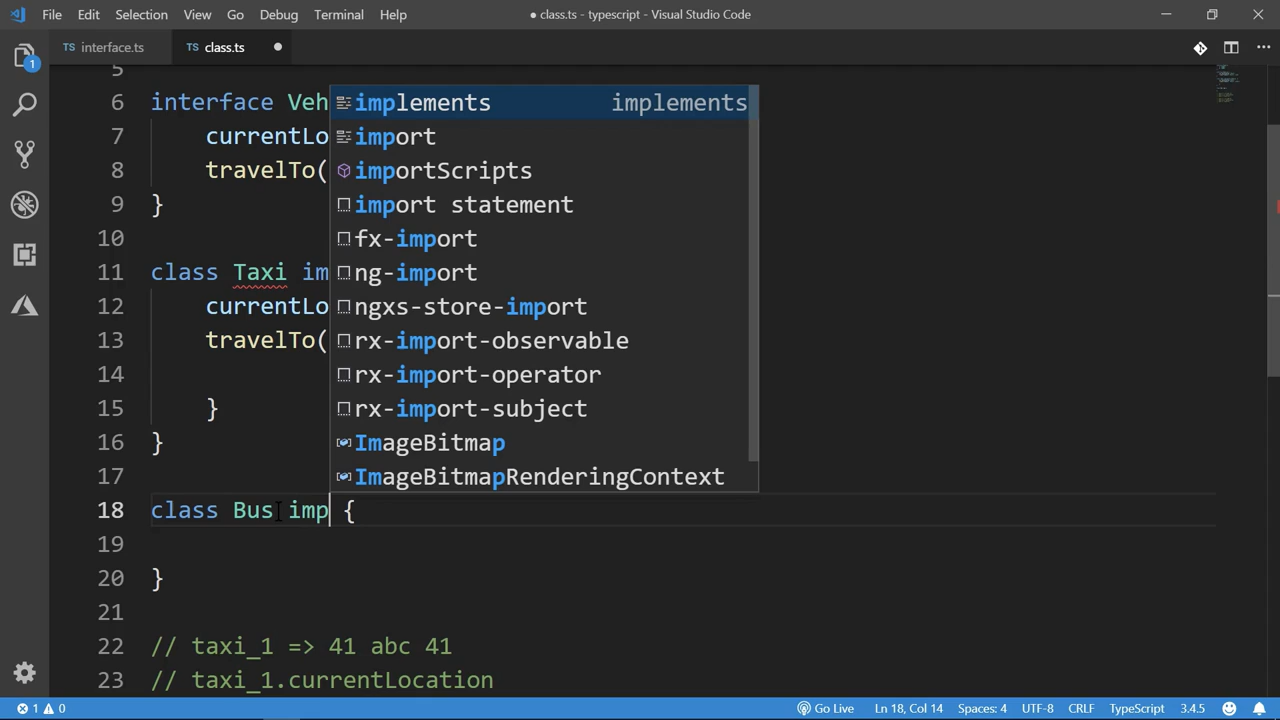 File Edit Selection View Go Debug Terminal Help ● class.ts - typescript - Visual Studio Code
1
TS interface.ts TS class.ts
5
6 interface Veh
7 currentLo
8 travelTo(
9 }
10
11 class Taxi im
12 currentLo
13 travelTo(
14
15 }
16 }
17
18 class Bus imp {
19
20 }
21
22 // taxi_1 => 41 abc 41
23 // taxi_1.currentLocation
implements implements
import
importScripts
import statement
fx-import
ng-import
ngxs-store-import
rx-import-observable
rx-import-operator
rx-import-subject
ImageBitmap
ImageBitmapRenderingContext
1 0 Go Live Ln 18, Col 14 Spaces: 4 UTF-8 CRLF TypeScript 3.4.5